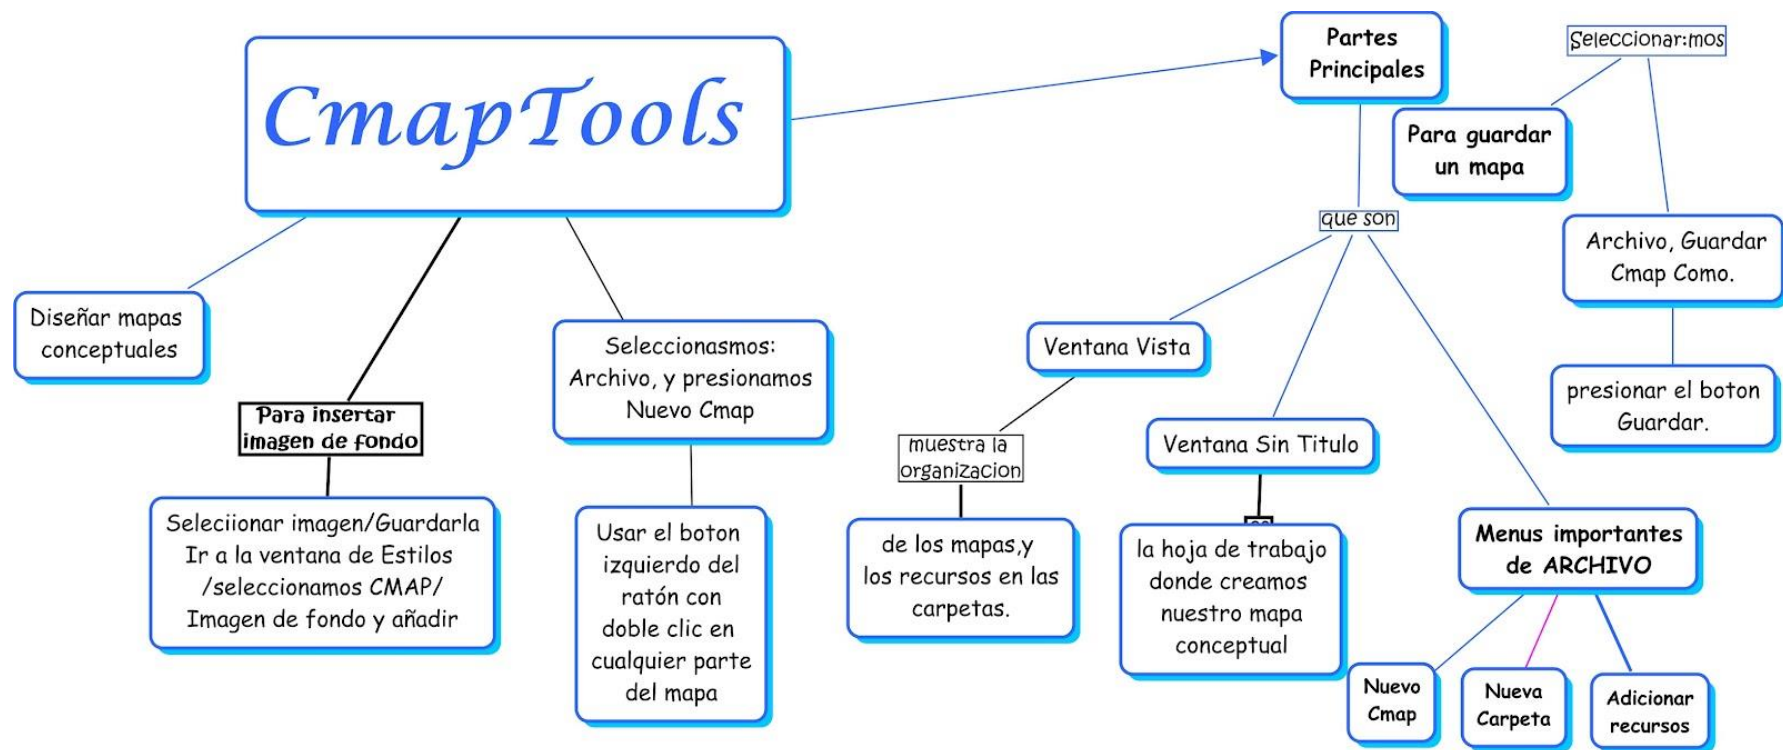 CmapTools
Partes
Principales
Seleccionar:mos
Para guardar
un mapa
Archivo, Guardar
Cmap Como.
presionar el boton
Guardar.
que son
Diseñar mapas
conceptuales
Para insertar
imagen de fondo
Seleciionar imagen/Guardarla
Ir a la ventana de Estilos
/seleccionamos CMAP/
Imagen de fondo y añadir
Seleccionasmos:
Archivo, y presionamos
Nuevo Cmap
Usar el boton
izquierdo del
ratón con
doble clic en
cualquier parte
del mapa
Ventana Vista
muestra la
organizacion
de los mapas,y
los recursos en las
carpetas.
Ventana Sin Titulo
la hoja de trabajo
donde creamos
nuestro mapa
conceptual
Menus importantes
de ARCHIVO
Nuevo
Cmap
Nueva
Carpeta
Adicionar
recursos